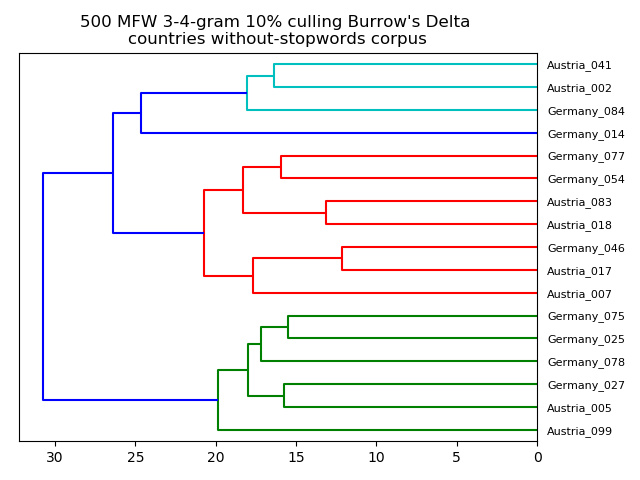 500 MFW 3-4-gram 10% culling Burrow's Delta
countries without-stopwords corpus
Austria_041
Austria_002
Germany_084
Germany_014
Germany_077
Germany_054
Austria_083
Austria_018
Germany_046
Austria_017
Austria_007
Germany_075
Germany_025
Germany_078
Germany_027
Austria_005
Austria_099
30 25 20 15 10 5 0